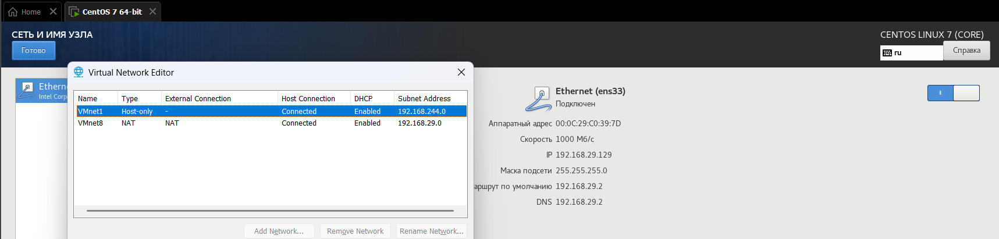 Home
CentOS 7 64-bit
СЕТЬ И ИМЯ УЗЛА
CENTOS LINUX 7 (CORE)
Готово
ru
Справка
Virtual Network Editor
Ethern
Intel Corp
Name Type External Connection Host Connection DHCP Subnet Address
VMnet1 Host-only - Connected Enabled 192.168.244.0
VMnet8 NAT NAT Connected Enabled 192.168.29.0
Add Network... Remove Network Rename Network...
Ethernet (ens33)
Подключен
Аппаратный адрес 00:0C:29:C0:39:7D
Скорость 1000 Мб/с
IP 192.168.29.129
Маска подсети 255.255.255.0
аршрут по умолчанию 192.168.29.2
DNS 192.168.29.2